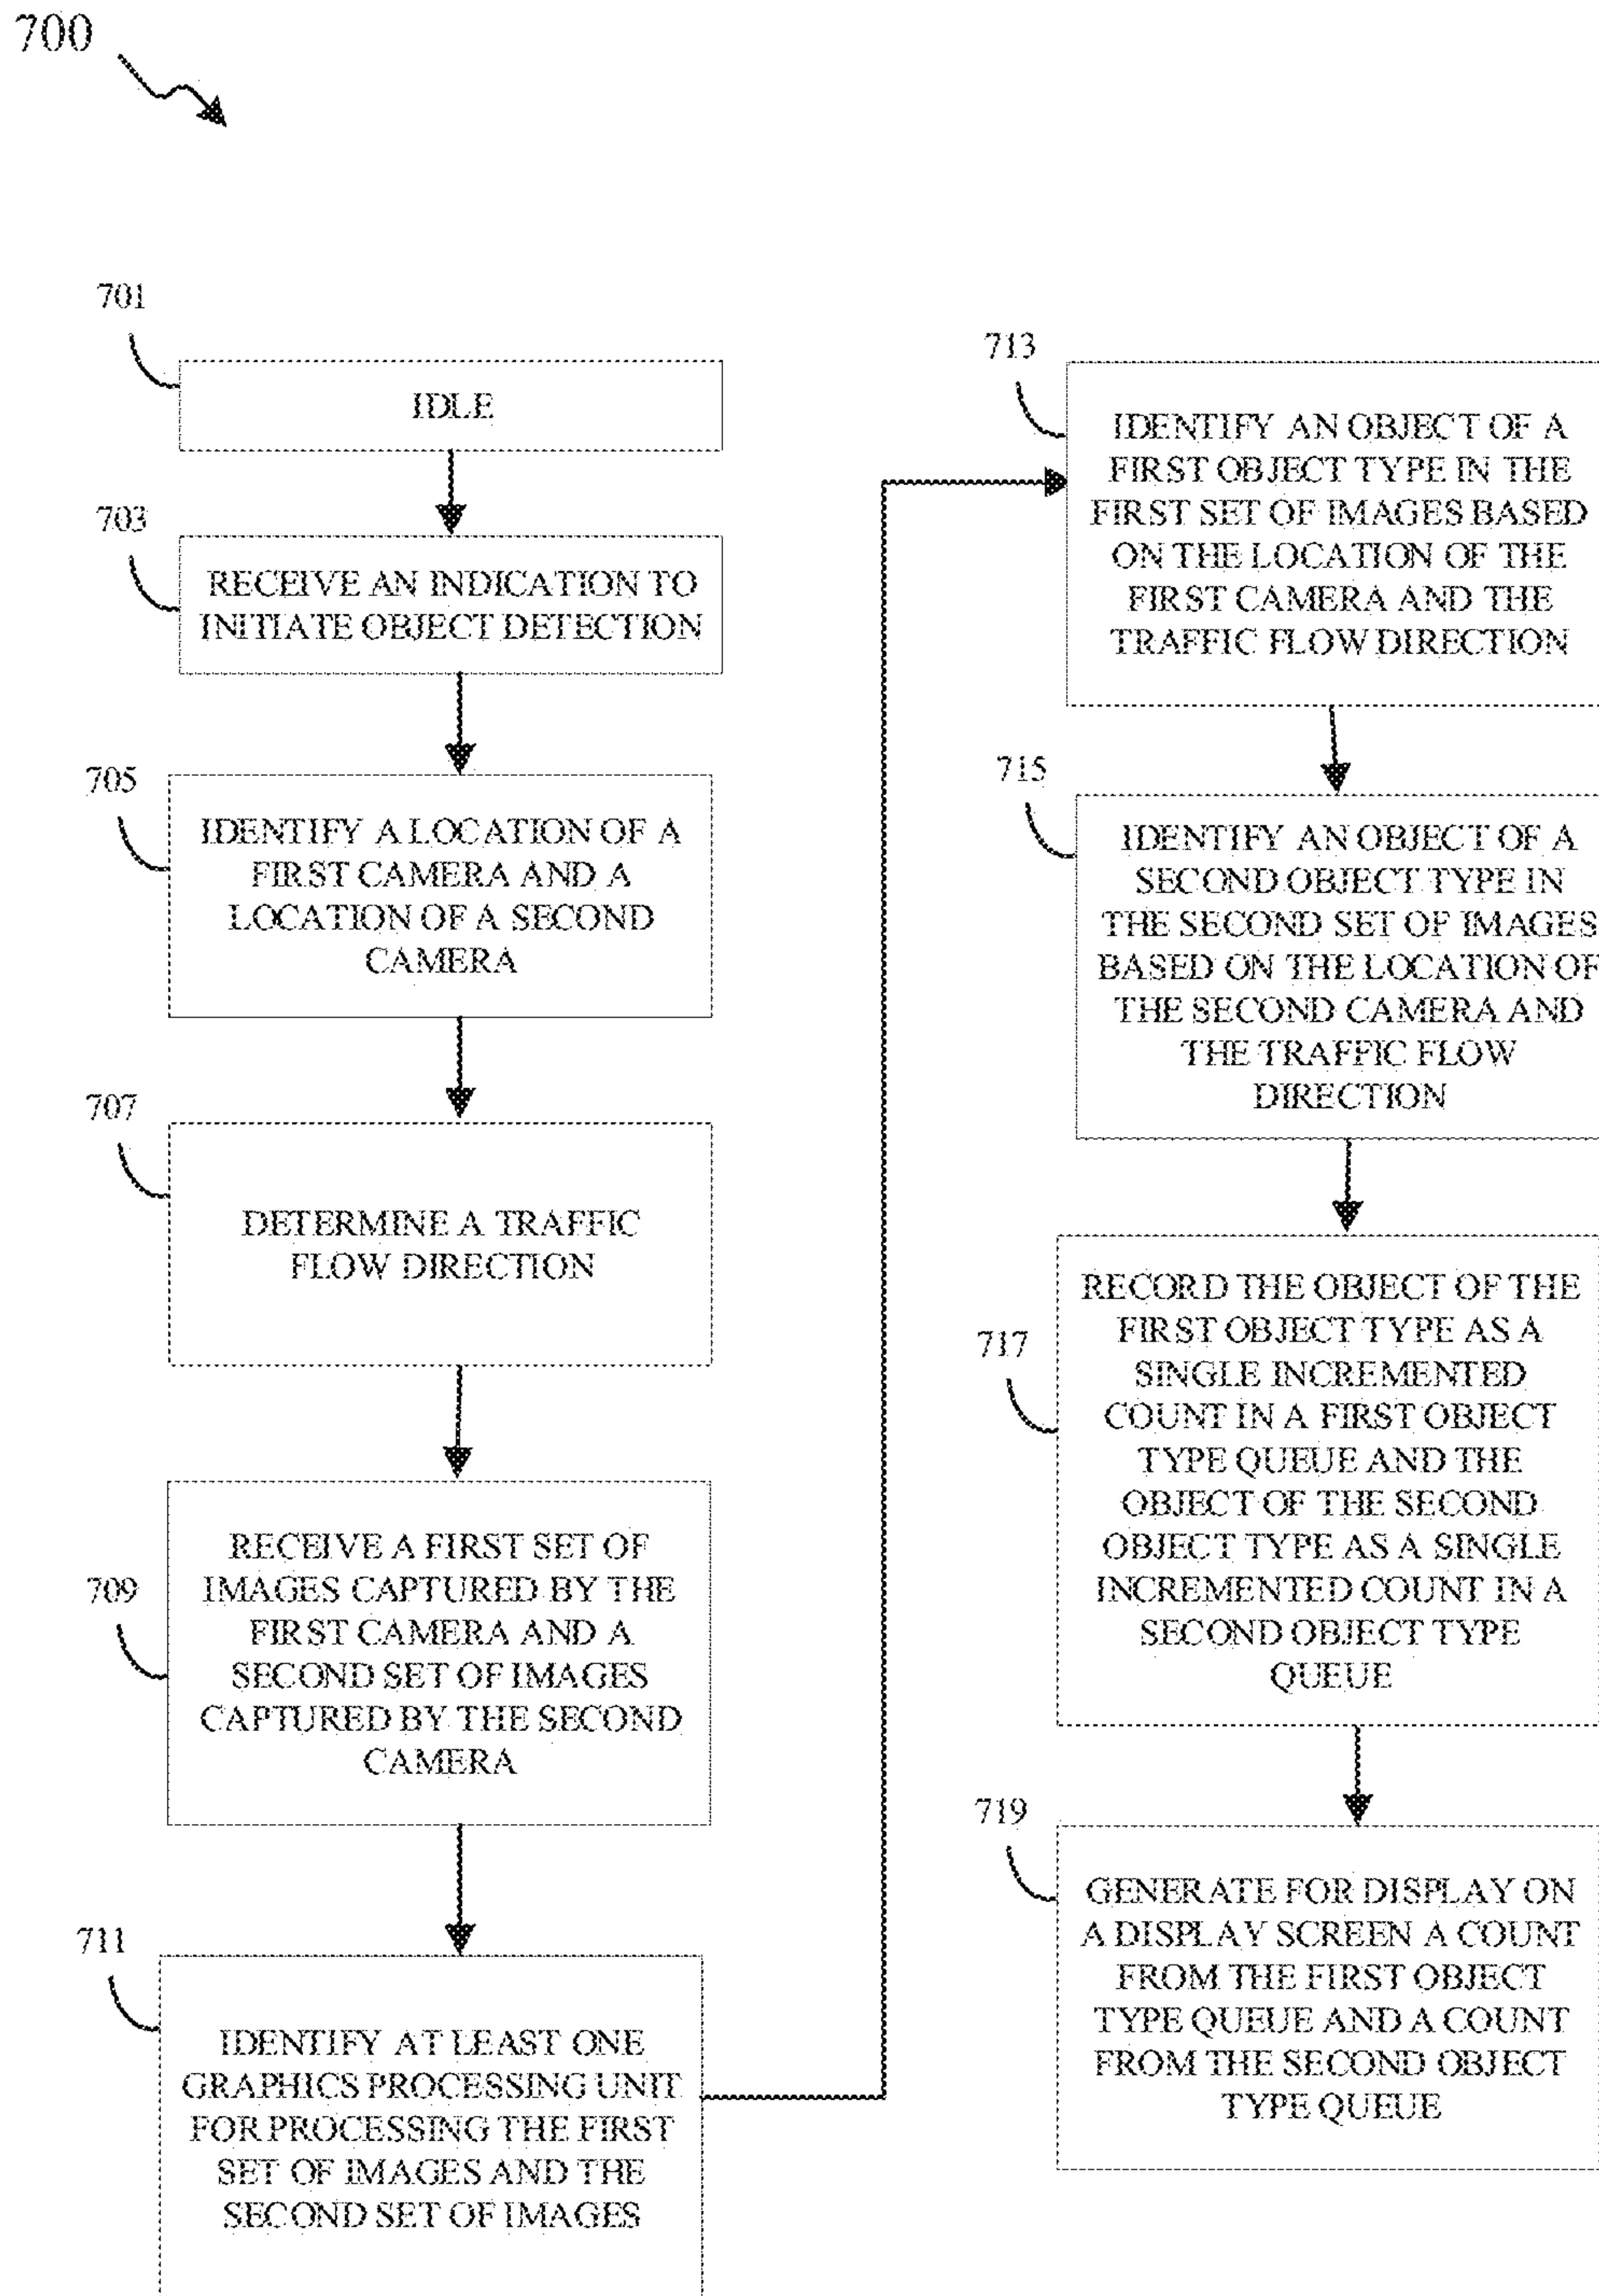 700
701
IDLE
703
RECEIVE AN INDICATION TO
INITIATE OBJECT DETECTION
705
IDENTIFY A LOCATION OF A
FIRST CAMERA AND A
LOCATION OF A SECOND
CAMERA
707
DETERMINE A TRAFFIC
FLOW DIRECTION
709
RECEIVE A FIRST SET OF
IMAGES CAPTURED BY THE
FIRST CAMERA AND A
SECOND SET OF IMAGES
CAPTURED BY THE SECOND
CAMERA
711
IDENTIFY AT LEAST ONE
GRAPHICS PROCESSING UNIT
FOR PROCESSING THE FIRST
SET OF IMAGES AND THE
SECOND SET OF IMAGES
713
IDENTIFY AN OBJECT OF A
FIRST OBJECT TYPE IN THE
FIRST SET OF IMAGES BASED
ON THE LOCATION OF THE
FIRST CAMERA AND THE
TRAFFIC FLOW DIRECTION
715
IDENTIFY AN OBJECT OF A
SECOND OBJECT TYPE IN
THE SECOND SET OF IMAGES
BASED ON THE LOCATION OF
THE SECOND CAMERA AND
THE TRAFFIC FLOW
DIRECTION
717
RECORD THE OBJECT OF THE
FIRST OBJECT TYPE AS A
SINGLE INCREMENTED
COUNT IN A FIRST OBJECT
TYPE QUEUE AND THE
OBJECT OF THE SECOND
OBJECT TYPE AS A SINGLE
INCREMENTED COUNT IN A
SECOND OBJECT TYPE
QUEUE
719
GENERATE FOR DISPLAY ON
A DISPLAY SCREEN A COUNT
FROM THE FIRST OBJECT
TYPE QUEUE AND A COUNT
FROM THE SECOND OBJECT
TYPE QUEUE